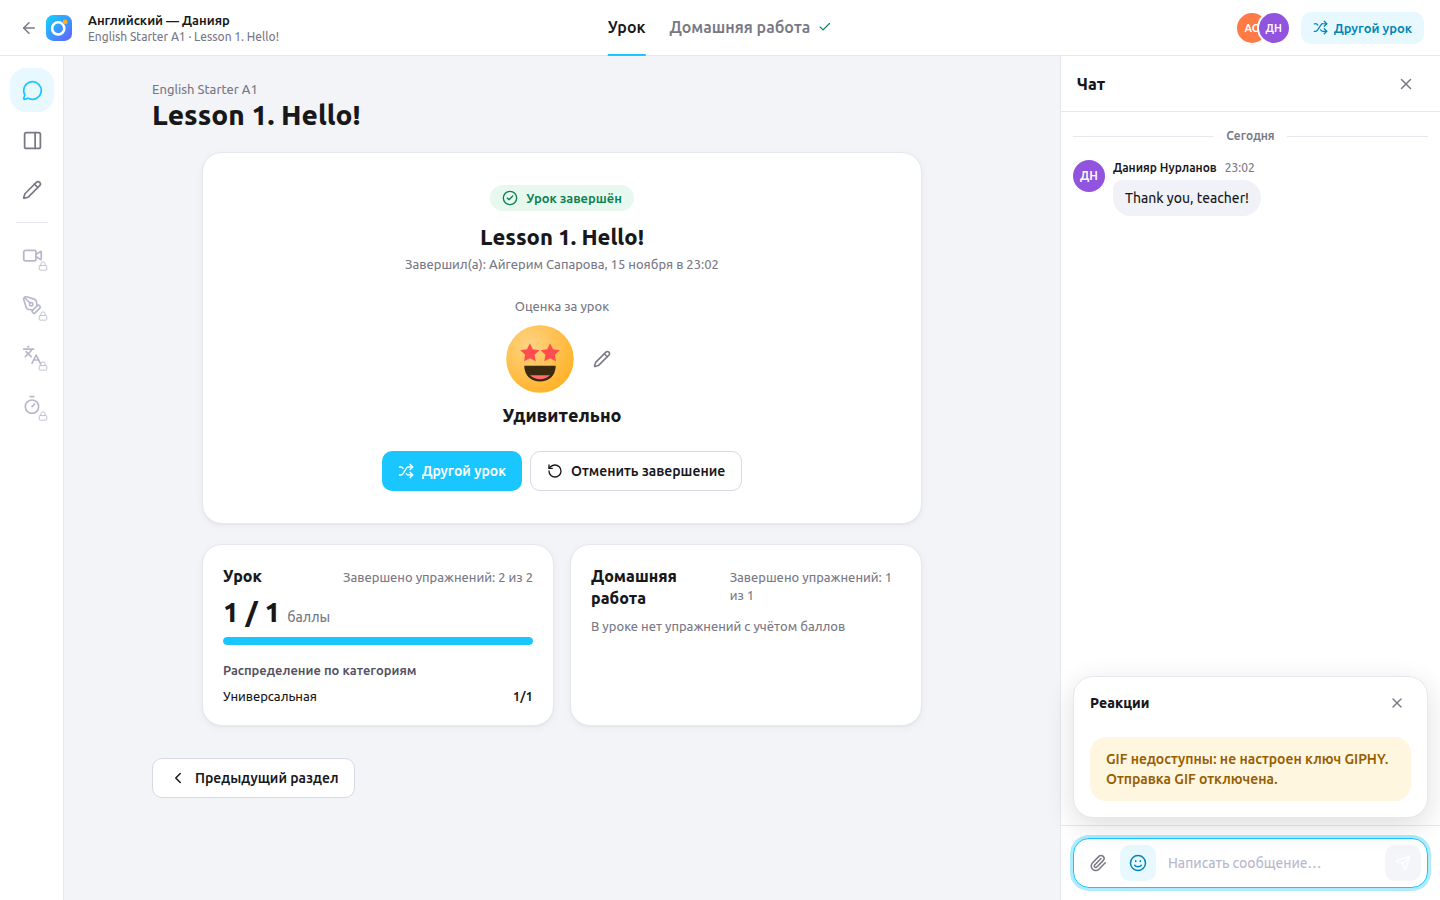 Английский — Данияр
English Starter A1 · Lesson 1. Hello!
Урок
Домашняя работа
АС
ДН
Другой урок
English Starter A1
Lesson 1. Hello!
Урок завершён
Lesson 1. Hello!
Завершил(а): Айгерим Сапарова, 15 ноября в 23:02
Оценка за урок
Удивительно
Другой урок
Отменить завершение
Урок
Завершено упражнений: 2 из 2
1 / 1 баллы
Распределение по категориям
Универсальная
1/1
Домашняя
работа
Завершено упражнений: 1
из 1
В уроке нет упражнений с учётом баллов
Предыдущий раздел
Чат
Сегодня
ДН
Данияр Нурланов 23:02
Thank you, teacher!
Реакции
GIF недоступны: не настроен ключ GIPHY.
Отправка GIF отключена.
Написать сообщение...